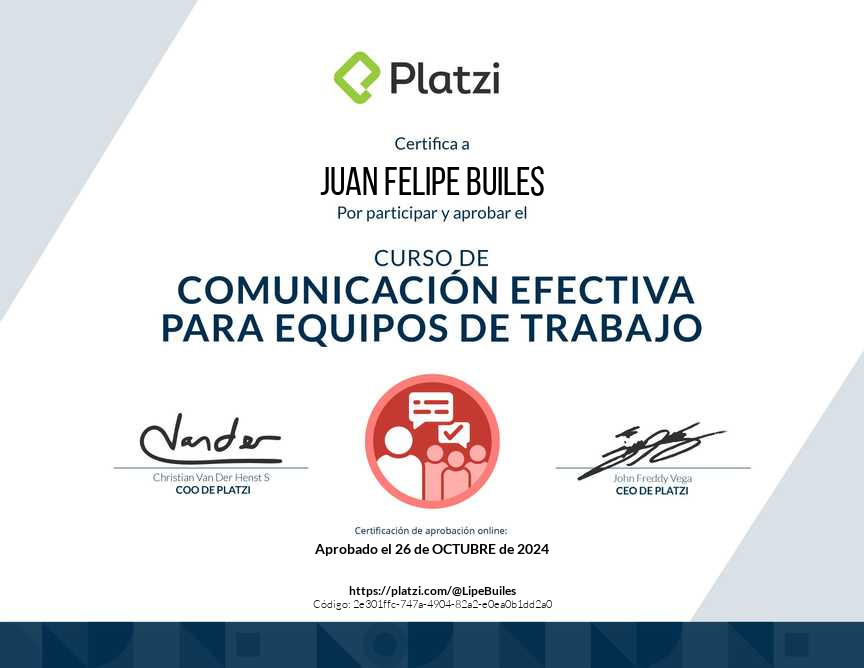 Platzi
Certifica a
JUAN FELIPE BUILES
Por participar y aprobar el
CURSO DE
COMUNICACIÓN EFECTIVA
PARA EQUIPOS DE TRABAJO
Vander
Christian Van Der Henst S
COO DE PLATZI
John Freddy Vega
CEO DE PLATZI
Certificación de aprobación online:
Aprobado el 26 de OCTUBRE de 2024
https://platzi.com/@LipeBuiles
Código: 2e301ffc-747a-4904-82a2-e0ea0b1dd2a0